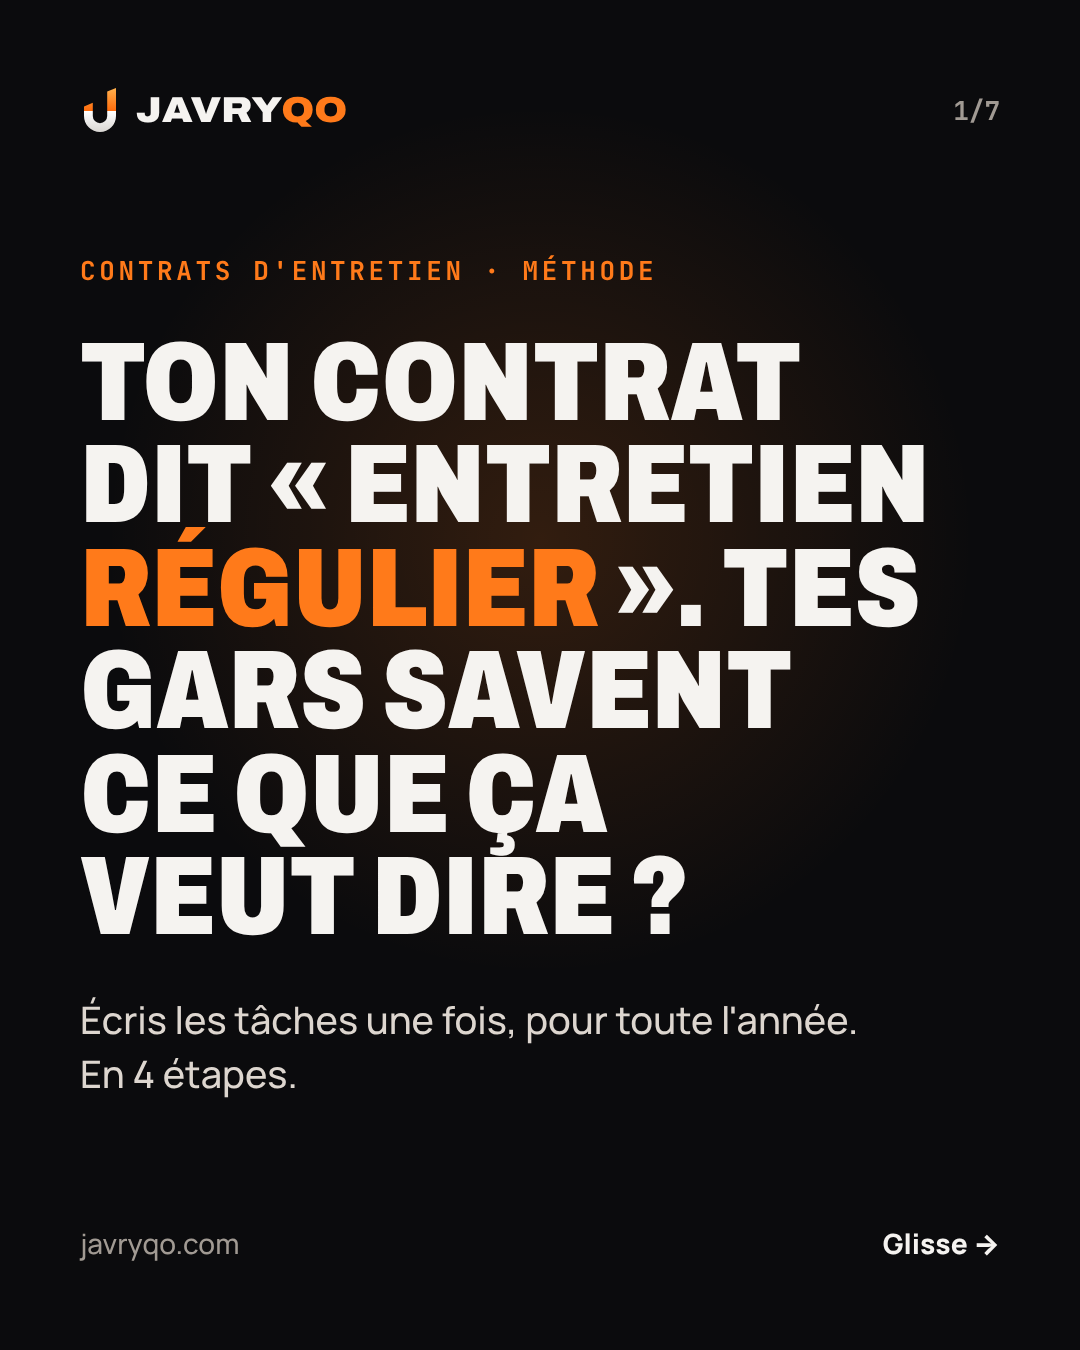 JAVRYQO
1/7
CONTRATS D'ENTRETIEN · MÉTHODE
TON CONTRAT
DIT « ENTRETIEN
RÉGULIER ». TES
GARS SAVENT
CE QUE ÇA
VEUT DIRE ?
Écris les tâches une fois, pour toute l'année.
En 4 étapes.
javryqo.com
Glisse →